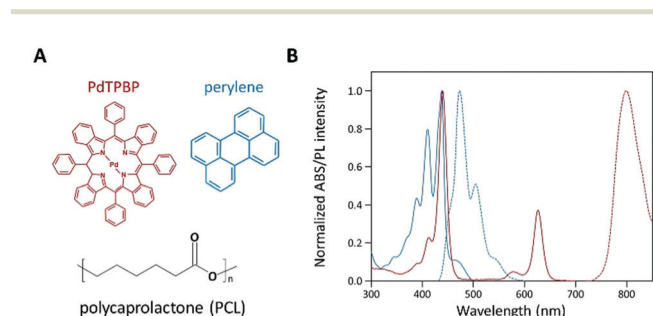 A
PdTPBP
perylene
Pd
N
N
N
N
O
O
n
polycaprolactone (PCL)
B
Normalized ABS/PL intensity
1.0
0.8
0.6
0.4
0.2
0.0
300 400 500 600 700 800
Wavelength (nm)